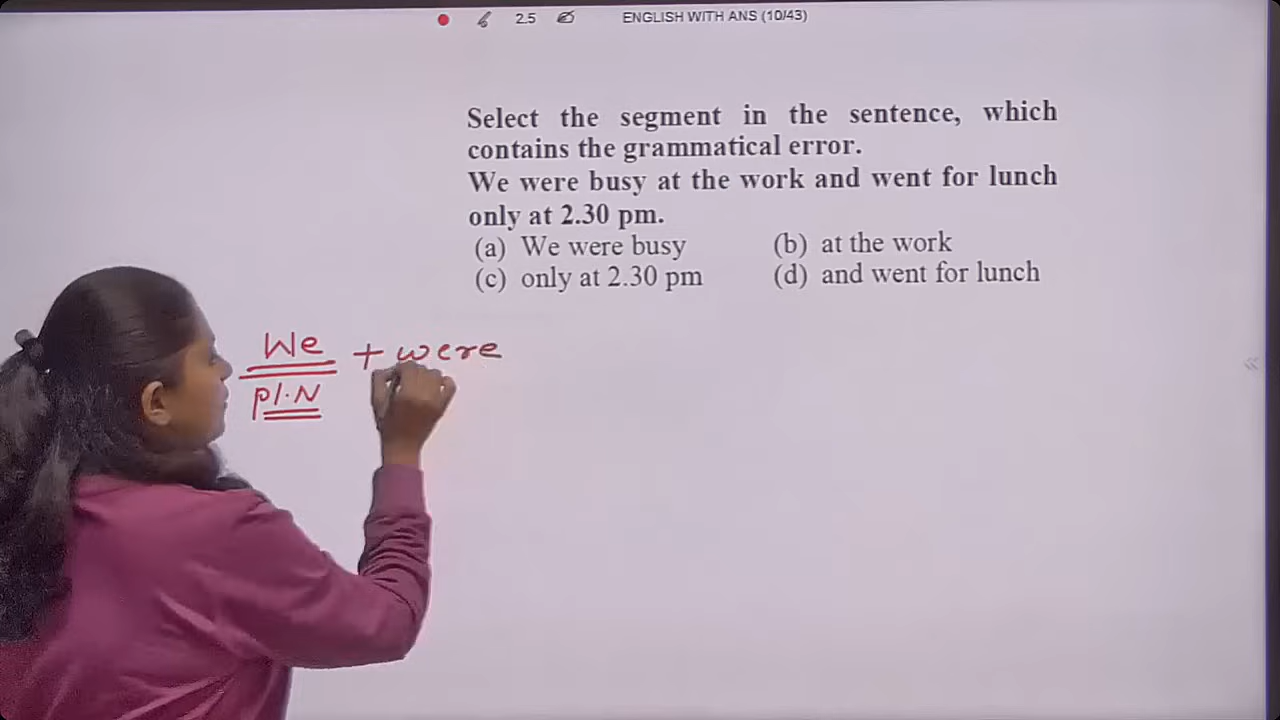 2.5 ENGLISH WITH ANS (10/43)
Select the segment in the sentence, which
contains the grammatical error.
We were busy at the work and went for lunch
only at 2.30 pm.
(a) We were busy (b) at the work
(c) only at 2.30 pm (d) and went for lunch
We + were
pl.N